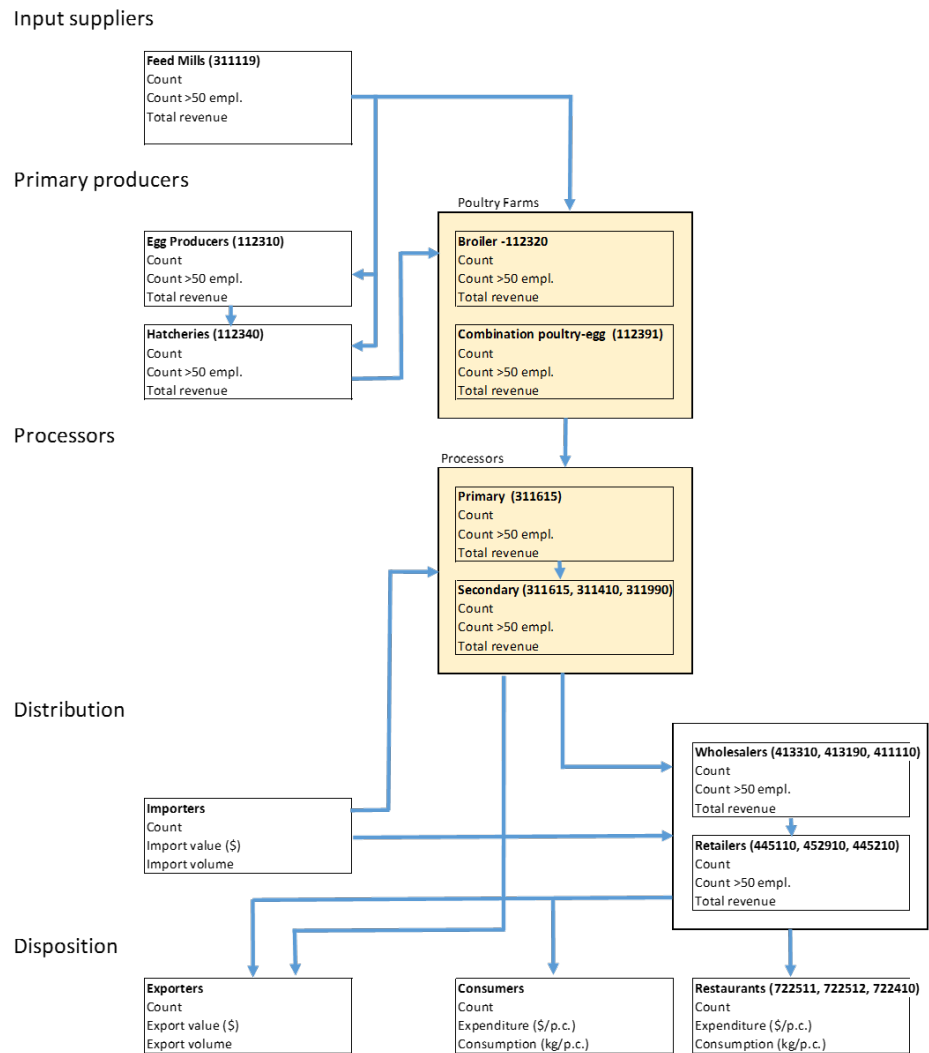 Input suppliers
Feed Mills (311119)
Count
Count >50 empl.
Total revenue
Primary producers
Poultry Farms
Egg Producers (112310)
Count
Count >50 empl.
Total revenue
Hatcheries (112340)
Count
Count >50 empl.
Total revenue
Broiler -112320
Count
Count >50 empl.
Total revenue
Combination poultry-egg (112391)
Count
Count >50 empl.
Total revenue
Processors
Processors
Primary (311615)
Count
Count >50 empl.
Total revenue
Secondary (311615, 311410, 311990)
Count
Count >50 empl.
Total revenue
Distribution
Wholesalers (413310, 413190, 411110)
Count
Count >50 empl.
Total revenue
Importers
Count
Import value ($)
Import volume
Retailers (445110, 452910, 445210)
Count
Count >50 empl.
Total revenue
Disposition
Exporters
Count
Export value ($)
Export volume
Consumers
Count
Expenditure ($/p.c.)
Consumption (kg/p.c.)
Restaurants (722511, 722512, 722410)
Count
Expenditure ($/p.c.)
Consumption (kg/p.c.)